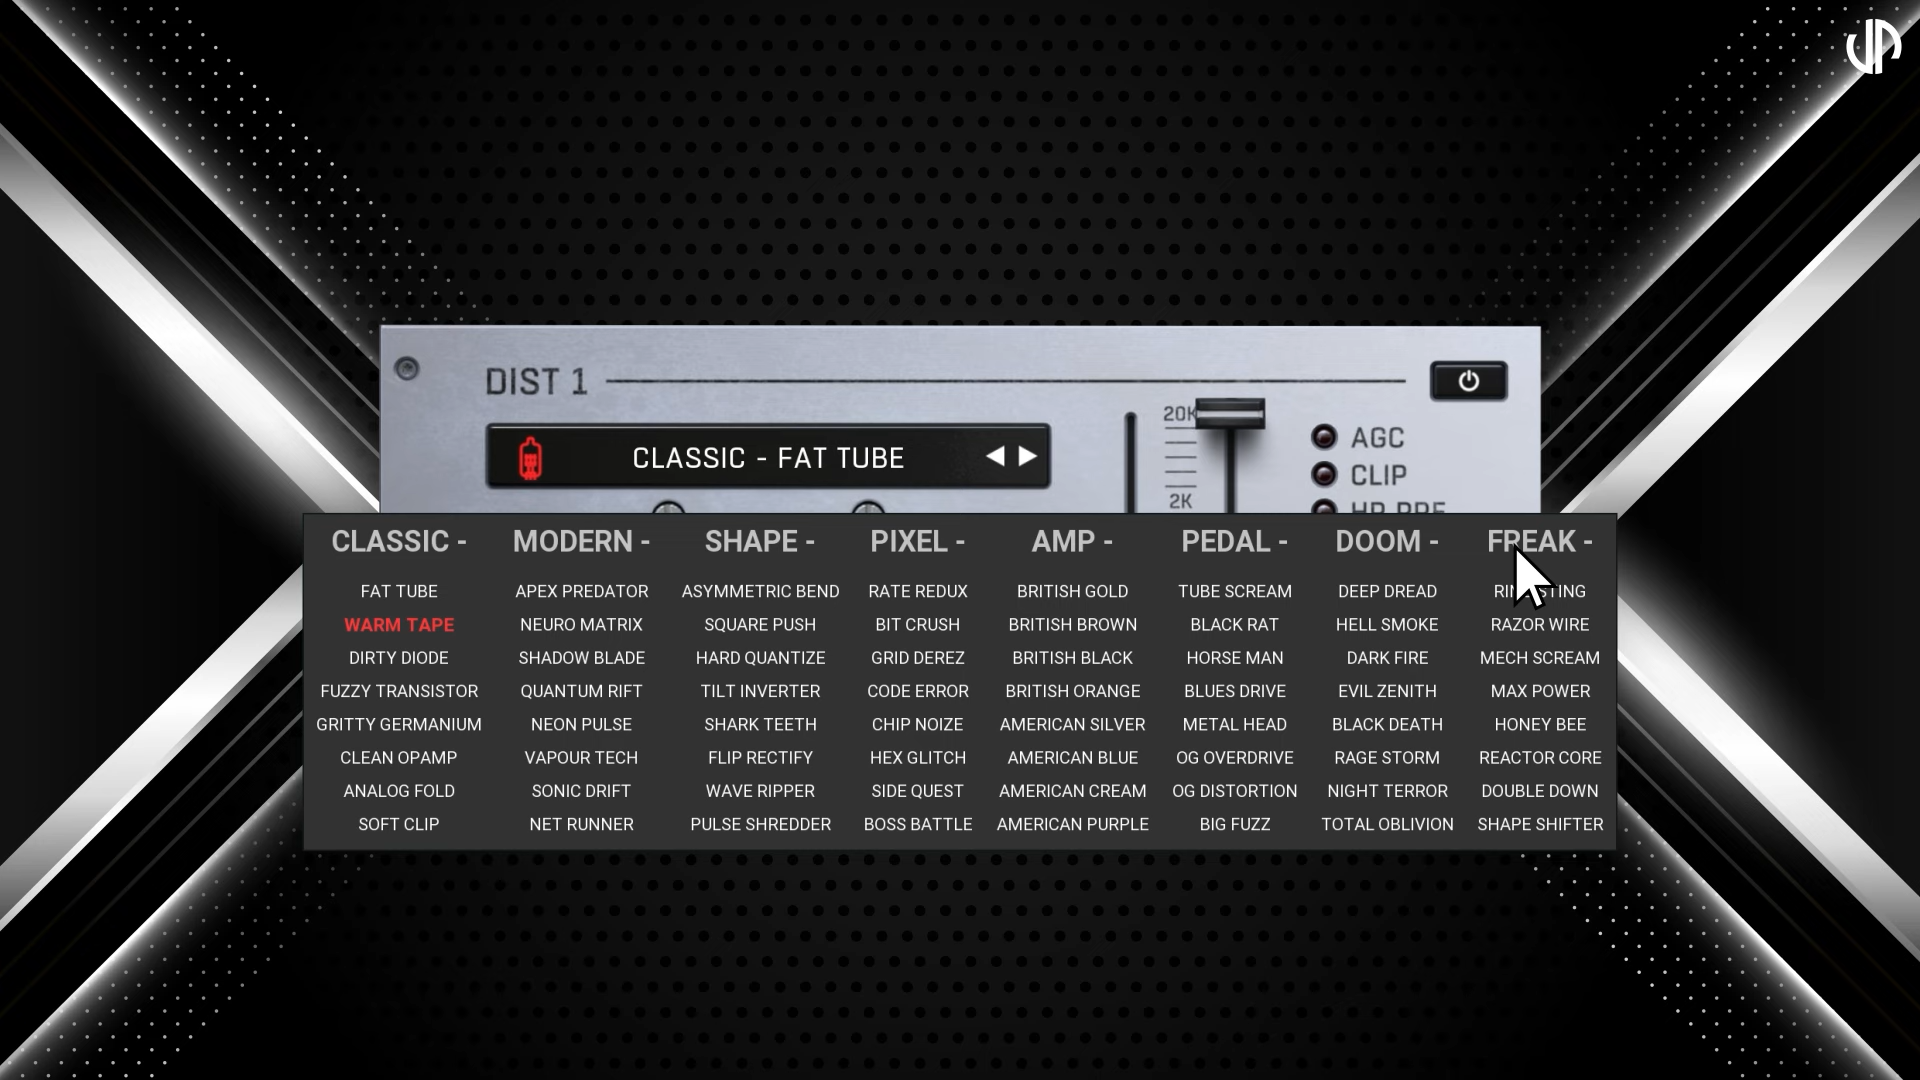 DIST 1
CLASSIC - FAT TUBE
20K
2K
AGC
CLIP
HP PRE
CLASSIC - MODERN - SHAPE - PIXEL - AMP - PEDAL - DOOM - FREAK -
FAT TUBE APEX PREDATOR ASYMMETRIC BEND RATE REDUX BRITISH GOLD TUBE SCREAM DEEP DREAD
WARM TAPE NEURO MATRIX SQUARE PUSH BIT CRUSH BRITISH BROWN BLACK RAT HELL SMOKE RAZOR WIRE
DIRTY DIODE SHADOW BLADE HARD QUANTIZE GRID DEREZ BRITISH BLACK HORSE MAN DARK FIRE MECH SCREAM
FUZZY TRANSISTOR QUANTUM RIFT TILT INVERTER CODE ERROR BRITISH ORANGE BLUES DRIVE EVIL ZENITH MAX POWER
GRITTY GERMANIUM NEON PULSE SHARK TEETH CHIP NOIZE AMERICAN SILVER METAL HEAD BLACK DEATH HONEY BEE
CLEAN OPAMP VAPOUR TECH FLIP RECTIFY HEX GLITCH AMERICAN BLUE OG OVERDRIVE RAGE STORM REACTOR CORE
ANALOG FOLD SONIC DRIFT WAVE RIPPER SIDE QUEST AMERICAN CREAM OG DISTORTION NIGHT TERROR DOUBLE DOWN
SOFT CLIP NET RUNNER PULSE SHREDDER BOSS BATTLE AMERICAN PURPLE BIG FUZZ TOTAL OBLIVION SHAPE SHIFTER